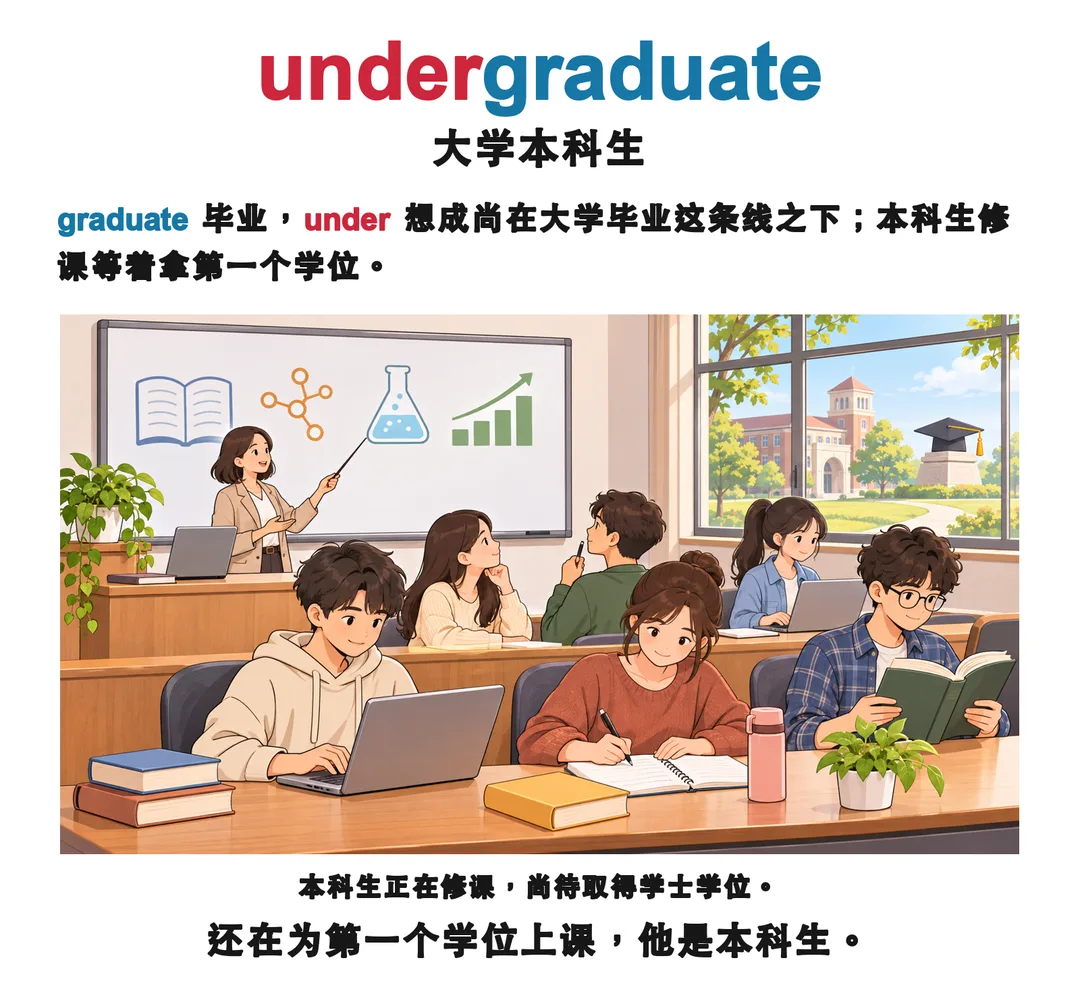 undergraduate
大学本科生
graduate 毕业，under 想成尚在大学毕业这条线之下；本科生修
课等着拿第一个学位。
本科生正在修课，尚待取得学士学位。
还在为第一个学位上课，他是本科生。